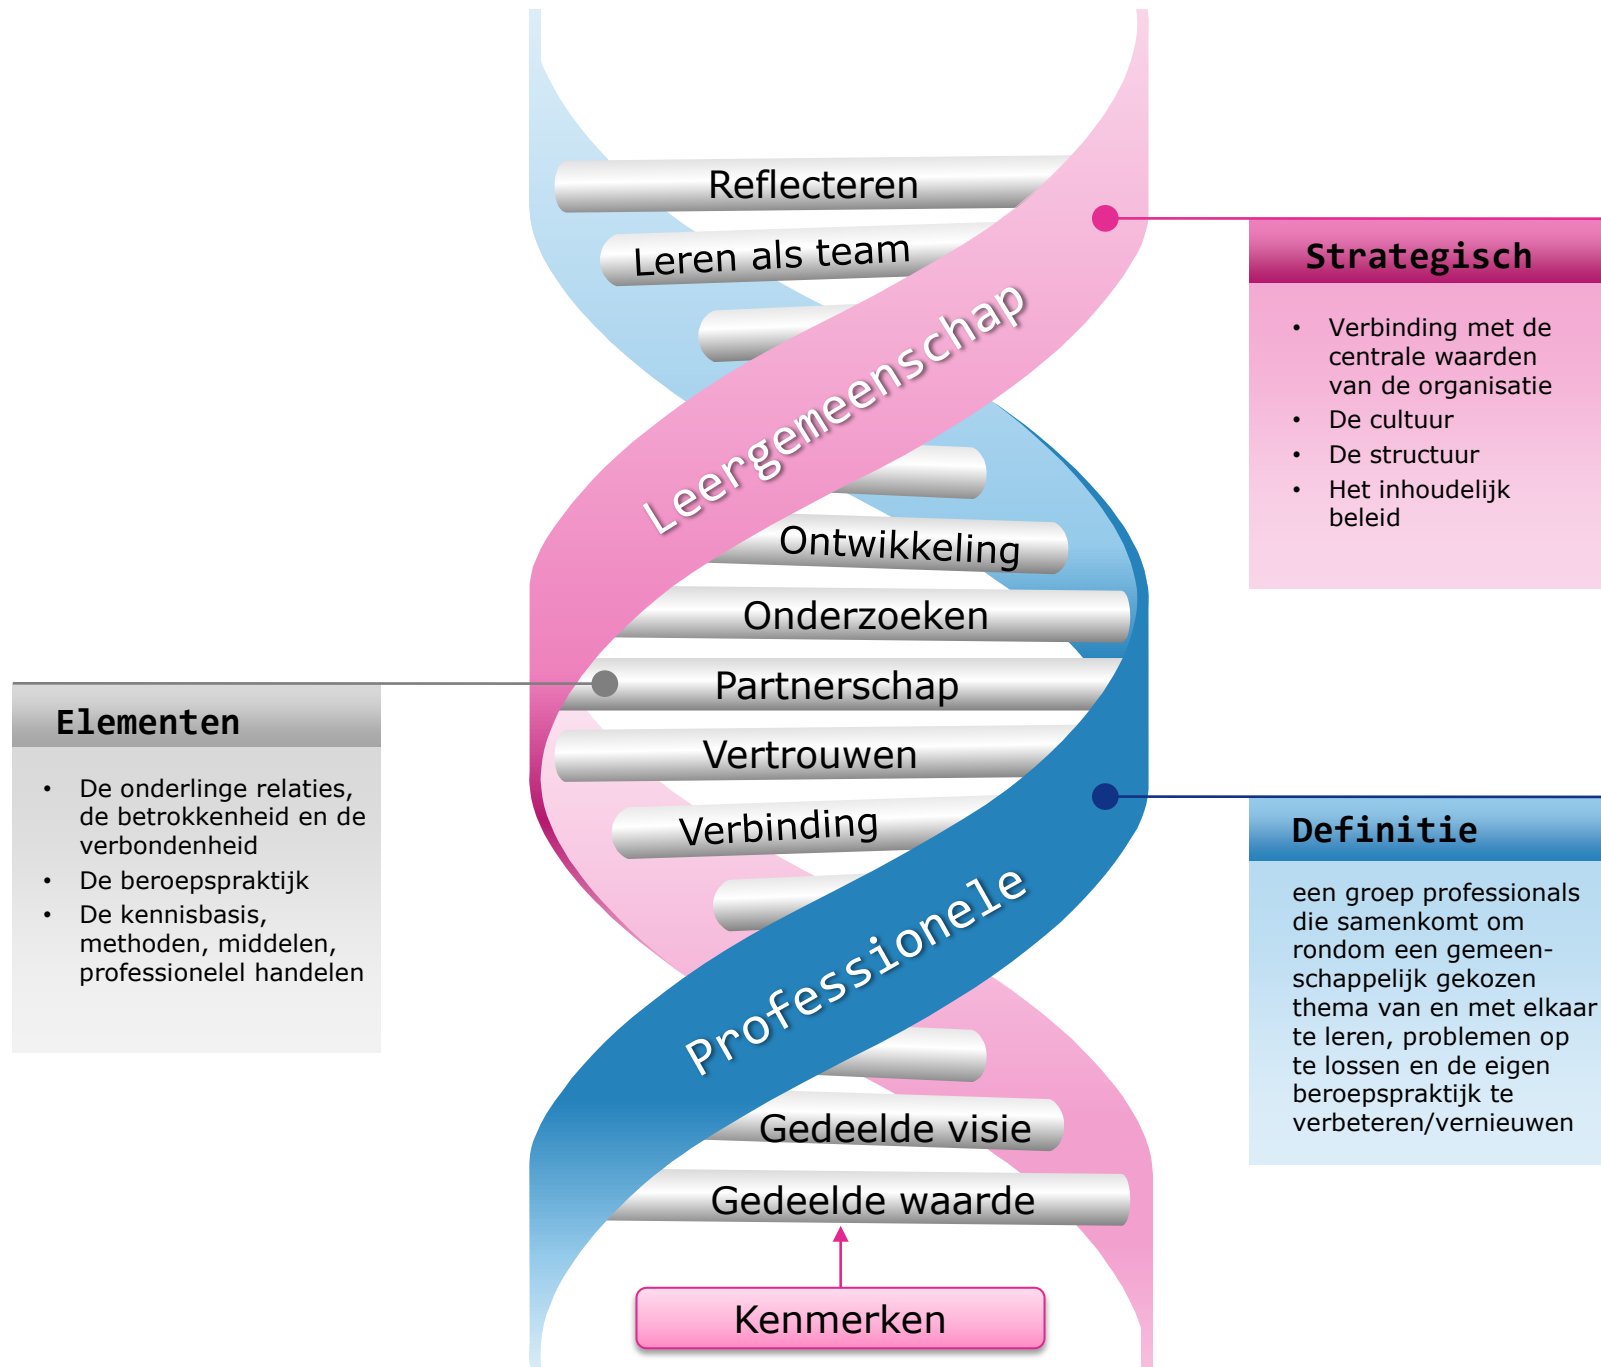 Reflecteren
Leren als team
Leergemeenschap
Ontwikkeling
Onderzoeken
Partnerschap
Vertrouwen
Verbinding
Professionele
Gedeelde visie
Gedeelde waarde
Kenmerken
Elementen
• De onderlinge relaties,
de betrokkenheid en de
verbondenheid
• De beroepspraktijk
• De kennisbasis,
methoden, middelen,
professionelel handelen
Strategisch
• Verbinding met de
centrale waarden
van de organisatie
• De cultuur
• De structuur
• Het inhoudelijk
beleid
Definitie
een groep professionals
die samenkomt om
rondom een gemeen-
schappelijk gekozen
thema van en met elkaar
te leren, problemen op
te lossen en de eigen
beroepspraktijk te
verbeteren/vernieuwen